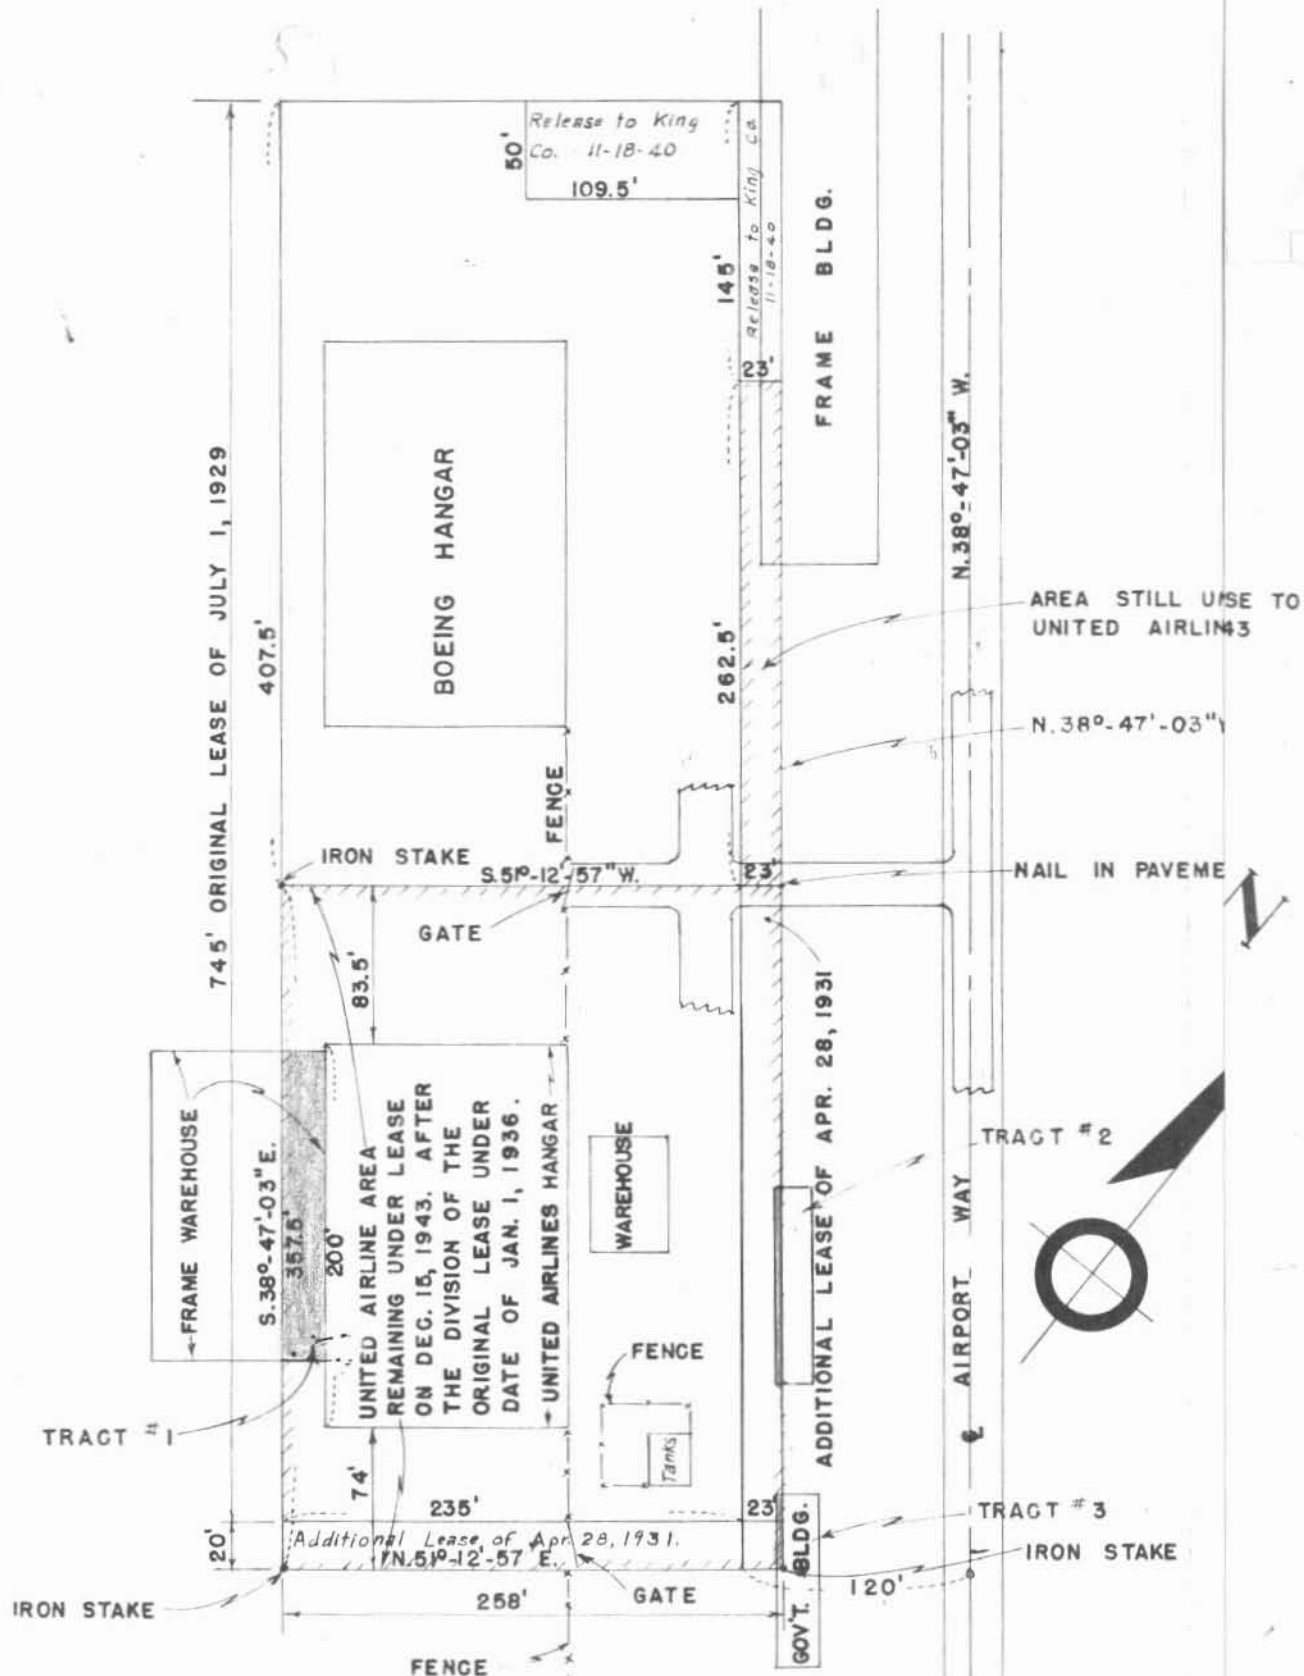 Release to King
Co. 11-18-40
50'
109.5'
Release to King Co.
11-18-40
145'
23'
FRAME BLDG.
N.38°-47'-03" W.
745' ORIGINAL LEASE OF JULY 1, 1929
407.5'
BOEING HANGAR
262.5'
AREA STILL U/SE TO
UNITED AIRLIN43
N.38°-47'-03"
FENCE
IRON STAKE
S.51°-12'-57" W.
23'
NAIL IN PAVEME
GATE
83.5'
N
ADDITIONAL LEASE OF APR. 28, 1931
FRAME WAREHOUSE
S.38°-47'-03" E.
357.5'
200'
UNITED AIRLINE AREA
REMAINING UNDER LEASE
ON DEC. 15, 1943. AFTER
THE DIVISION OF THE
ORIGINAL LEASE UNDER
DATE OF JAN. 1, 1936.
UNITED AIRLINES HANGAR
WAREHOUSE
TRACT #2
AIRPORT WAY
℄
FENCE
Tanks
TRACT #1
74'
235'
23'
TRACT #3
20'
Additional Lease of Apr. 28, 1931.
N.51°-12'-57" E.
IRON STAKE
IRON STAKE
258'
GATE
GOV'T. BLDG.
120'
FENCE